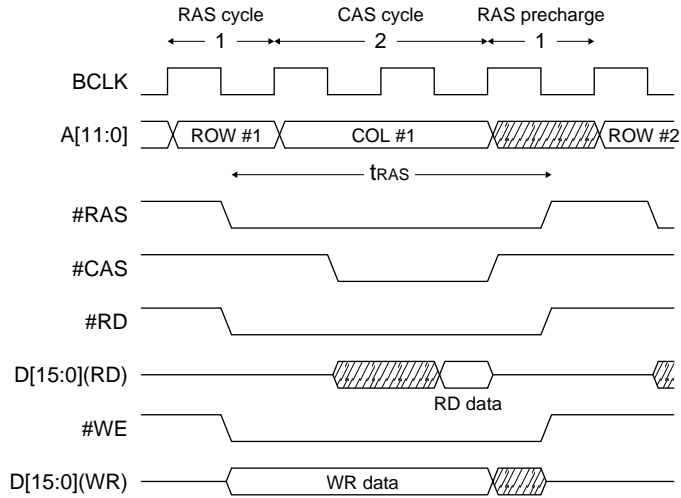 RAS cycle CAS cycle RAS precharge
1 2 1
BCLK
A[11:0] ROW #1 COL #1 ROW #2
tRAS
#RAS
#CAS
#RD
D[15:0](RD)
RD data
#WE
D[15:0](WR) WR data